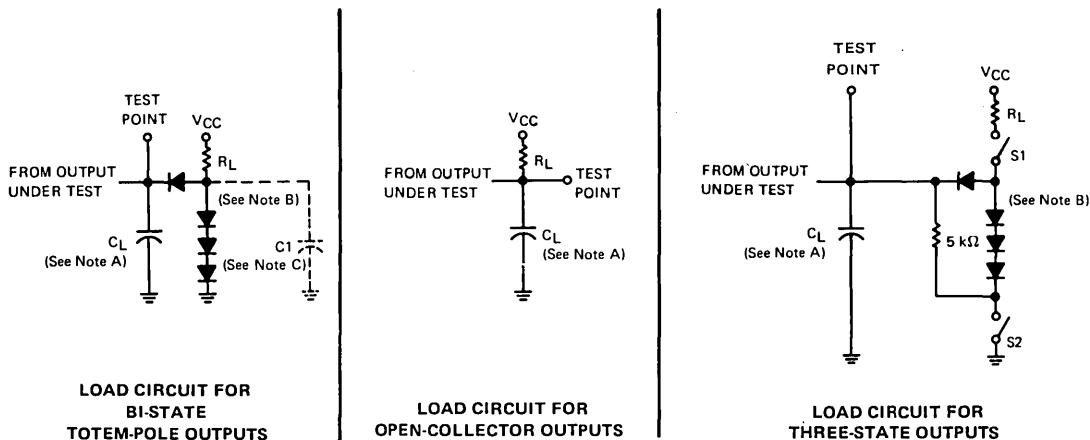 TEST
POINT
VCC
RL
FROM OUTPUT
UNDER TEST
(See Note B)
CL
(See Note A)
C1
(See Note C)
LOAD CIRCUIT FOR
BI-STATE
TOTEM-POLE OUTPUTS
VCC
RL
FROM OUTPUT
UNDER TEST
TEST
POINT
CL
(See Note A)
LOAD CIRCUIT FOR
OPEN-COLLECTOR OUTPUTS
TEST
POINT
VCC
RL
S1
FROM OUTPUT
UNDER TEST
(See Note B)
CL
(See Note A)
5 kΩ
S2
LOAD CIRCUIT FOR
THREE-STATE OUTPUTS